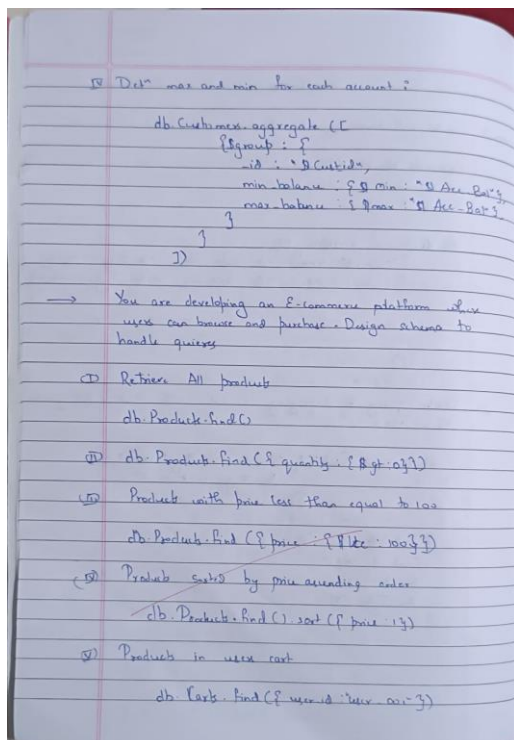 IV Detn max and min for each account :
db.Customers.aggregate ([
{$group : {
_id : "$Custid",
min_balance : {$min : "$Acc_Bal"},
max_balance : {$max : "$Acc_Bal"}
}
}
])
→ You are developing an E-commerce platform where
users can browse and purchase. Design schema to
handle quieres
I Retrieve All products
db.Products.find()
II db.Products.find({quantity : {$gt:0}})
III Products with price less than equal to 100
db.Products.find ({price : {$lte : 100}})
IV Products sorted by price ascending order
db.Products.find().sort ({price : 1})
V Products in users cart
db.Carts.find({user_id :